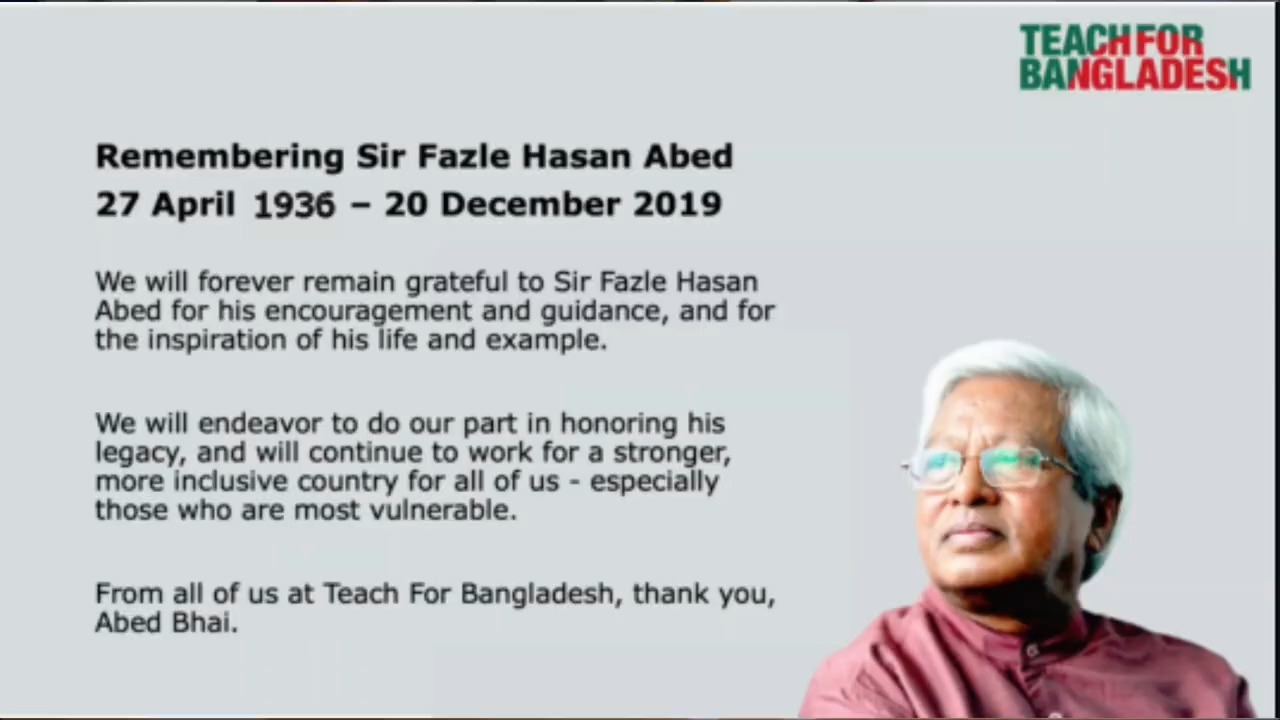 TEACH FOR
BANGLADESH
Remembering Sir Fazle Hasan Abed
27 April 1936 – 20 December 2019
We will forever remain grateful to Sir Fazle Hasan
Abed for his encouragement and guidance, and for
the inspiration of his life and example.
We will endeavor to do our part in honoring his
legacy, and will continue to work for a stronger,
more inclusive country for all of us - especially
those who are most vulnerable.
From all of us at Teach For Bangladesh, thank you,
Abed Bhai.